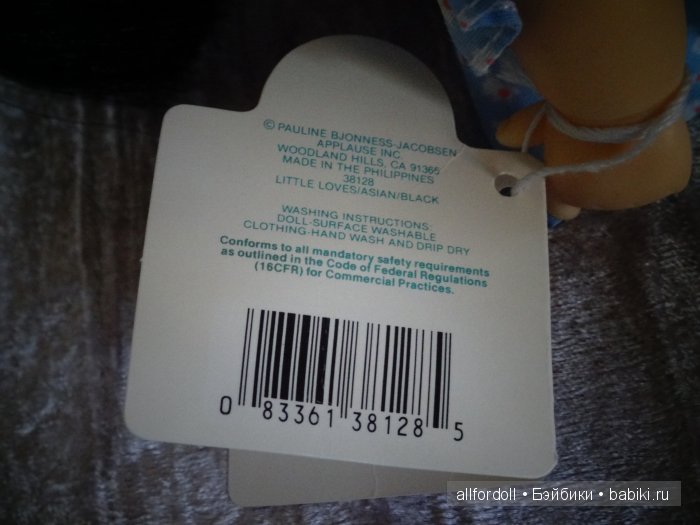 © PAULINE BJONNESS-JACOBSEN
APPLAUSE INC.
WOODLAND HILLS, CA 91365
MADE IN THE PHILIPPINES
38128
LITTLE LOVES/ASIAN/BLACK
WASHING INSTRUCTIONS:
DOLL-SURFACE WASHABLE
CLOTHING-HAND WASH AND DRIP DRY
Conforms to all mandatory safety requirements
as outlined in the Code of Federal Regulations
(16CFR) for Commercial Practices.
0 83361 38128 5
allfordoll • Бэйбики • babiki.ru